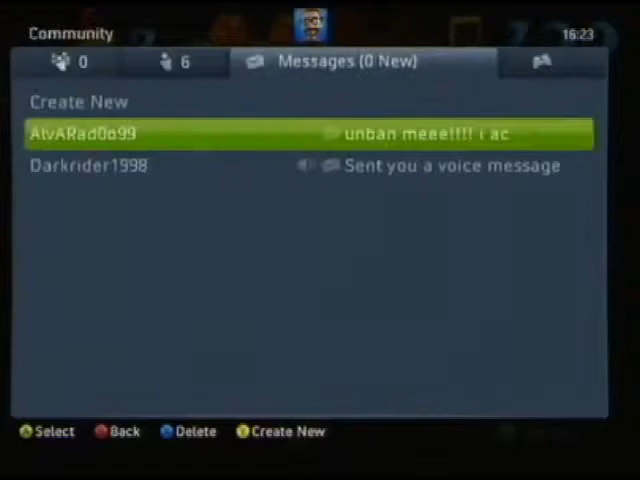 Community
16:23
0
6
Messages (0 New)
Create New
AlvARad0o99 unban meee!!!! i ac
Darkrider1998 Sent you a voice message
A Select B Back X Delete Y Create New